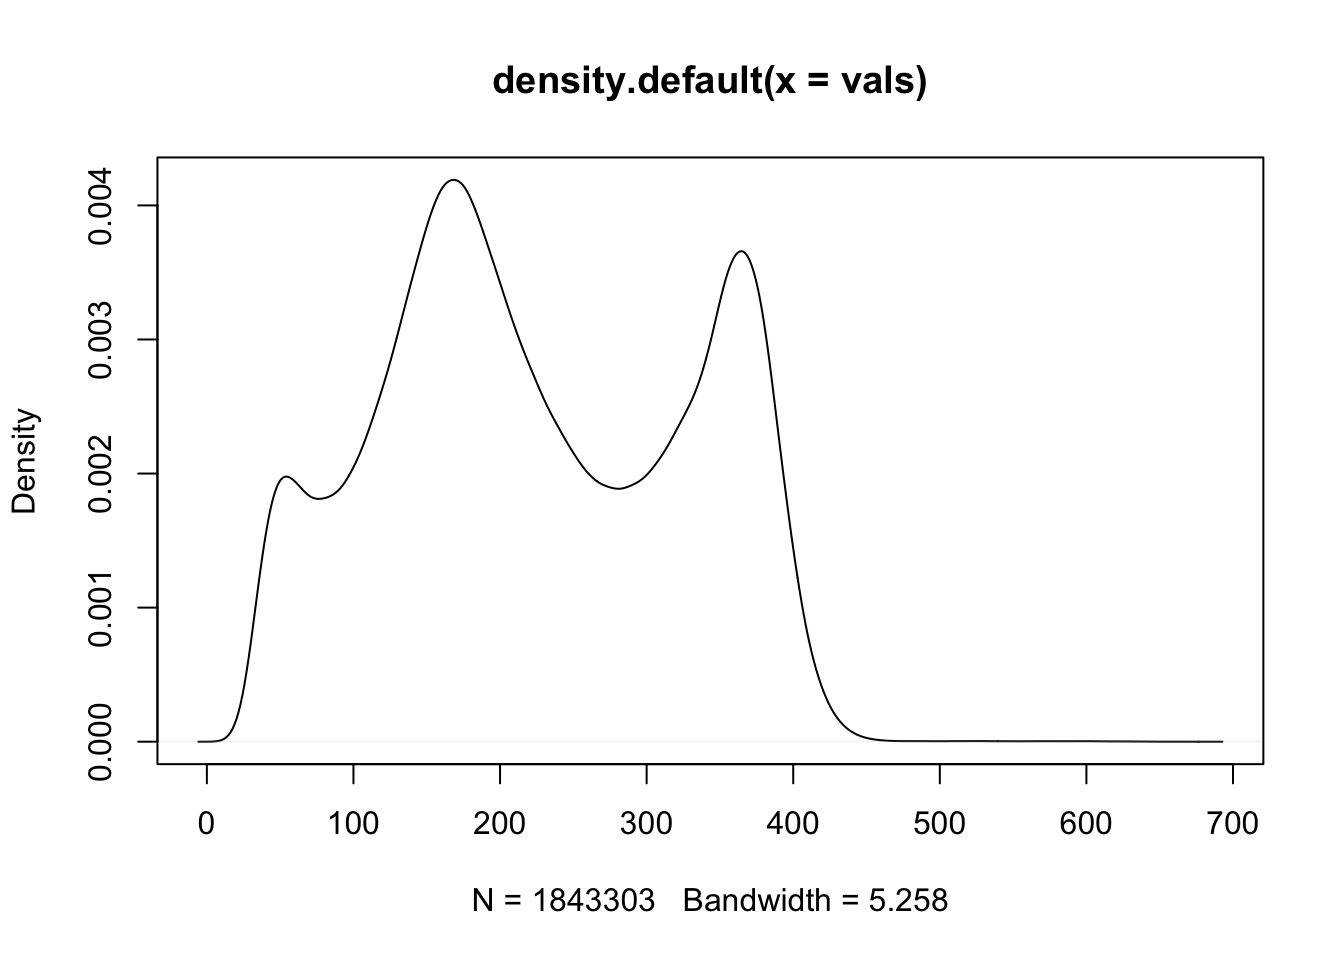 density.default(x = vals)
Density
0.004
0.003
0.002
0.001
0.000
0 100 200 300 400 500 600 700
N = 1843303 Bandwidth = 5.258